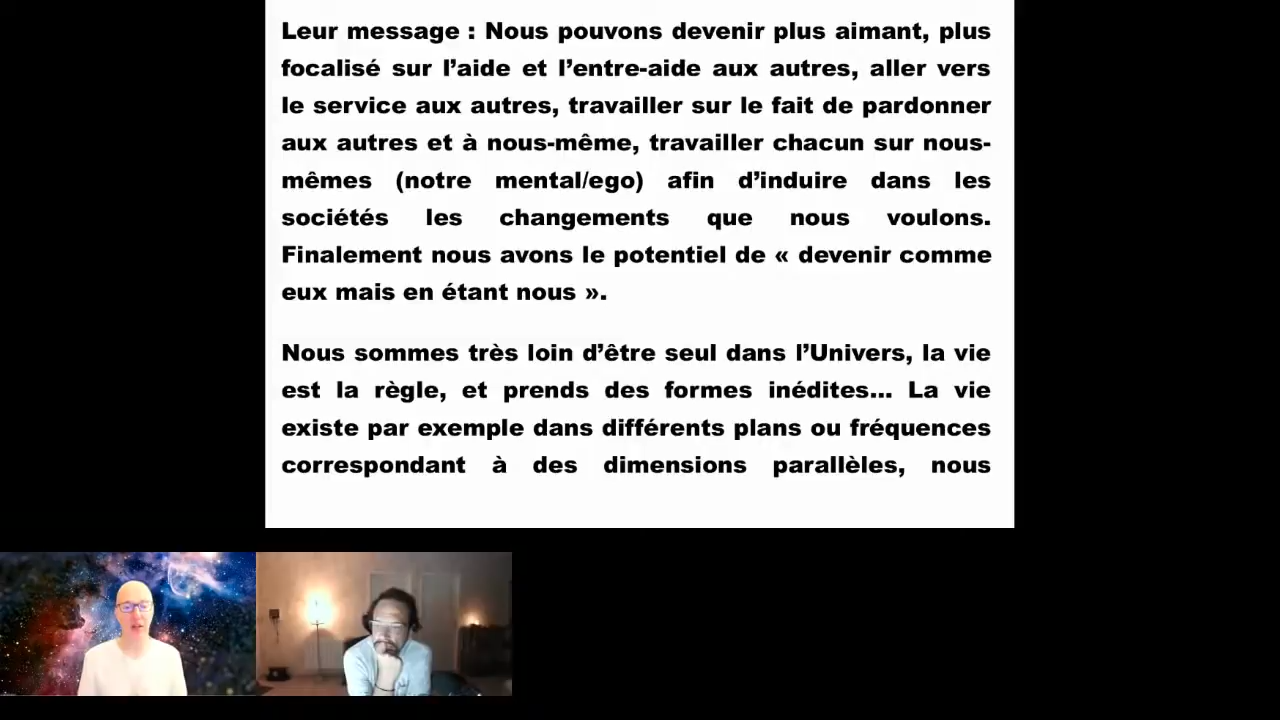 Leur message : Nous pouvons devenir plus aimant, plus
focalisé sur l’aide et l’entre-aide aux autres, aller vers
le service aux autres, travailler sur le fait de pardonner
aux autres et à nous-même, travailler chacun sur nous-
mêmes (notre mental/ego) afin d’induire dans les
sociétés les changements que nous voulons.
Finalement nous avons le potentiel de « devenir comme
eux mais en étant nous ».
Nous sommes très loin d’être seul dans l’Univers, la vie
est la règle, et prends des formes inédites... La vie
existe par exemple dans différents plans ou fréquences
correspondant à des dimensions parallèles, nous